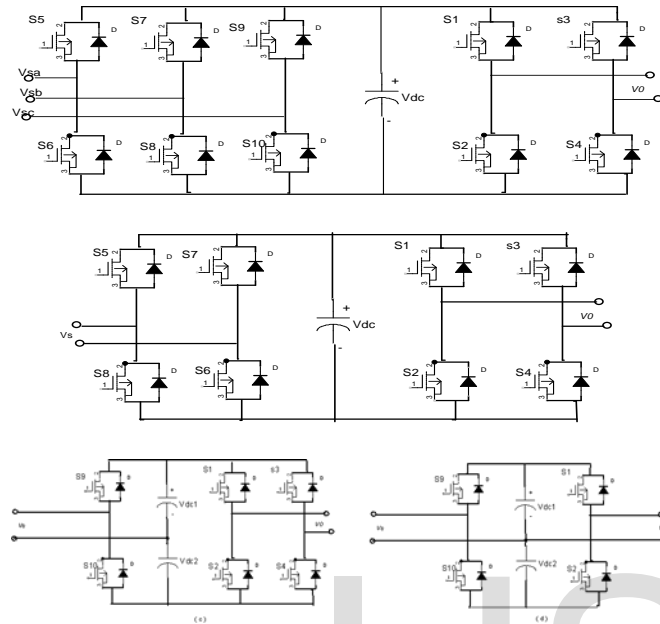 S5 S7 S9 S1 s3
D D D D D
Vsa
Vsb
Vsc
+
Vdc
-
V0
S6 S8 S10 S2 S4
D D D D D
S5 S7 S1 s3
D D D D
Vs
+
Vdc
-
V0
S8 S6 S2 S4
D D D D
S9 S1 s3
D D D
Vs
+
Vdc1
-
V0
Vdc2
S10 S2 S4
D D D
(c)
S9 S1
D D
Vs
+
Vdc1
-
Vdc2
S10 S2
D D
(d)